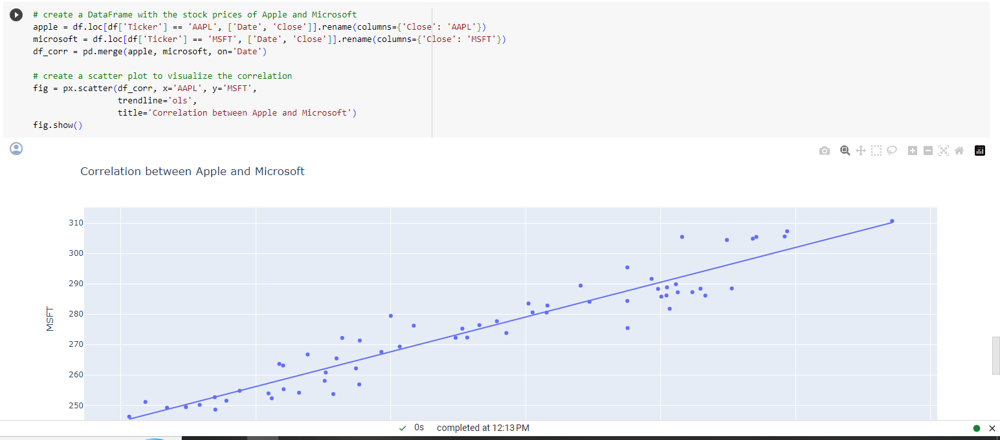 # create a DataFrame with the stock prices of Apple and Microsoft
apple = df.loc[df['Ticker'] == 'AAPL', ['Date', 'Close']].rename(columns={'Close': 'AAPL'})
microsoft = df.loc[df['Ticker'] == 'MSFT', ['Date', 'Close']].rename(columns={'Close': 'MSFT'})
df_corr = pd.merge(apple, microsoft, on='Date')
# create a scatter plot to visualize the correlation
fig = px.scatter(df_corr, x='AAPL', y='MSFT',
trendline='ols',
title='Correlation between Apple and Microsoft')
fig.show()
Correlation between Apple and Microsoft
310
300
290
280
MSFT
270
260
250
0s completed at 12:13 PM